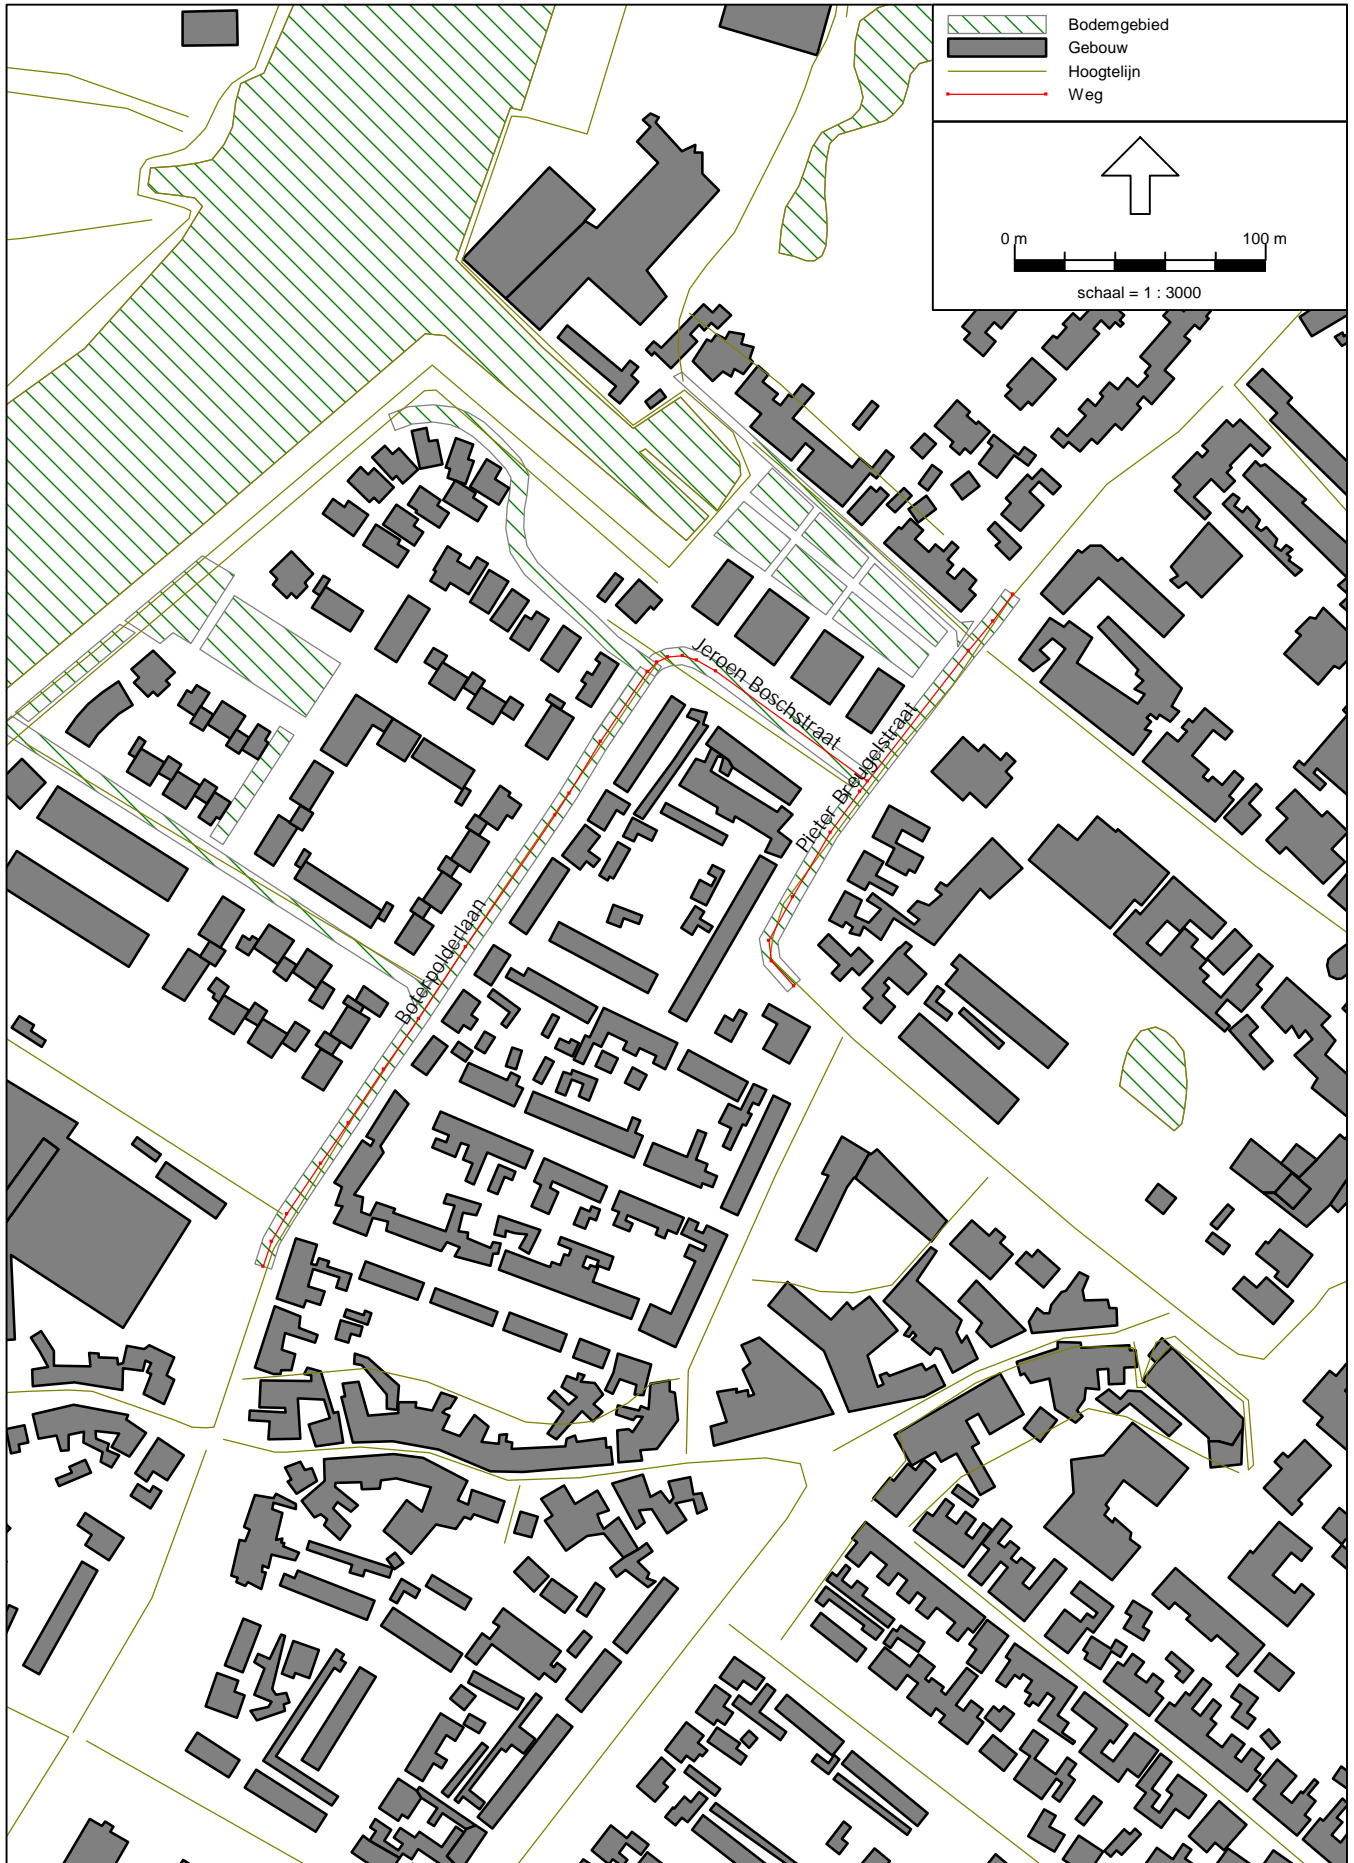 Bodemgebied
Gebouw
Hoogtelijn
Weg
0 m
100 m
schaal = 1 : 3000
Jeroen Boschstraat
Pieter Breugelstraat
Boterpolderlaan